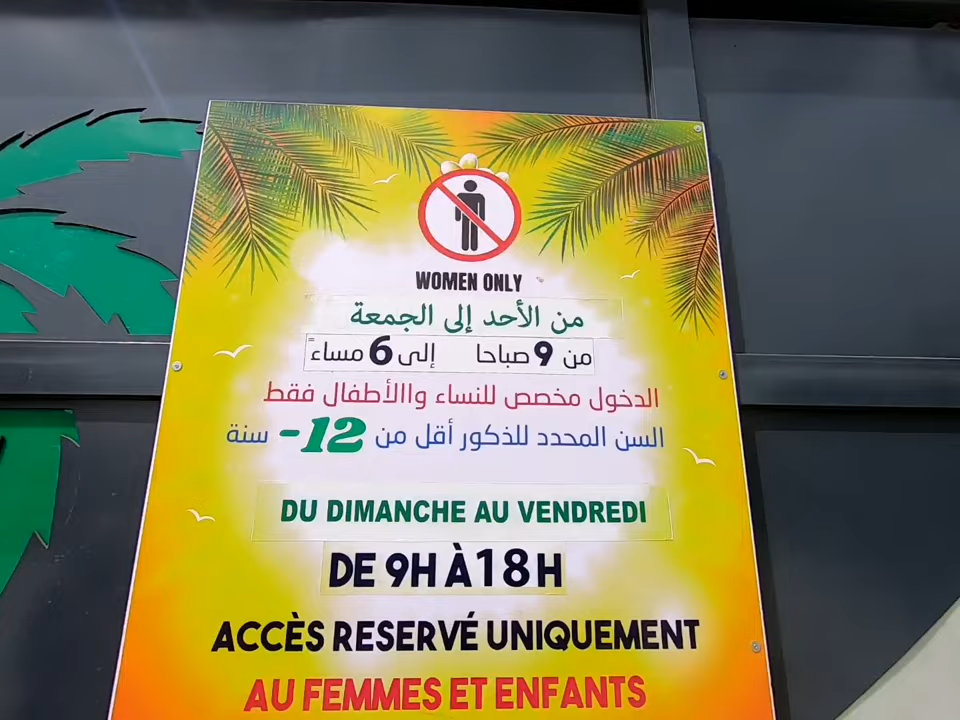 WOMEN ONLY
من الأحد إلى الجمعة
من 9 صباحا إلى 6 مساءً
الدخول مخصص للنساء واالأطفال فقط
السن المحدد للذكور أقل من 12- سنة
DU DIMANCHE AU VENDREDI
DE 9H À 18H
ACCÈS RESERVÉ UNIQUEMENT
AU FEMMES ET ENFANTS